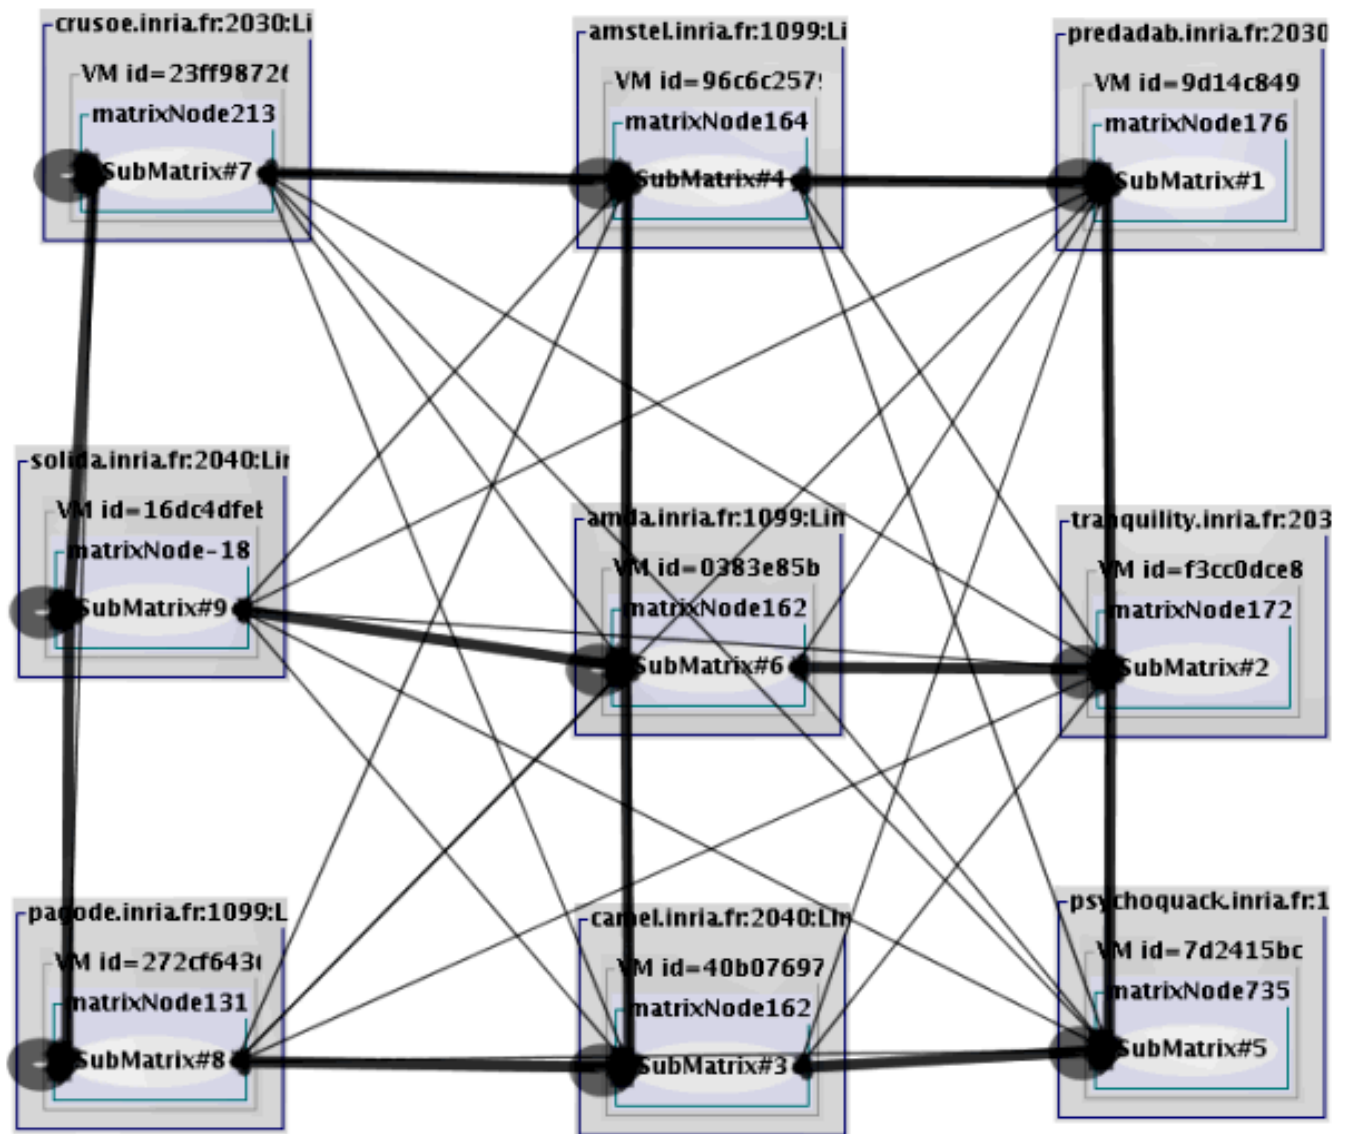 crusoe.inria.fr:2030:Li
VM id=23ff98726
matrixNode213
SubMatrix#7
amstel.inria.fr:1099:Li
VM id=96c6c2575
matrixNode164
SubMatrix#4
predadab.inria.fr:2030
VM id=9d14c849
matrixNode176
SubMatrix#1
solida.inria.fr:2040:Lin
VM id=16dc4dfeb
matrixNode-18
SubMatrix#9
amda.inria.fr:1099:Lin
VM id=0383e85b
matrixNode162
SubMatrix#6
tranquility.inria.fr:203
VM id=f3cc0dce8
matrixNode172
SubMatrix#2
pagode.inria.fr:1099:L
VM id=272cf643
matrixNode131
SubMatrix#8
camel.inria.fr:2040:Lin
VM id=40b07697
matrixNode162
SubMatrix#3
psychoquack.inria.fr:1
VM id=7d2415bc
matrixNode735
SubMatrix#5